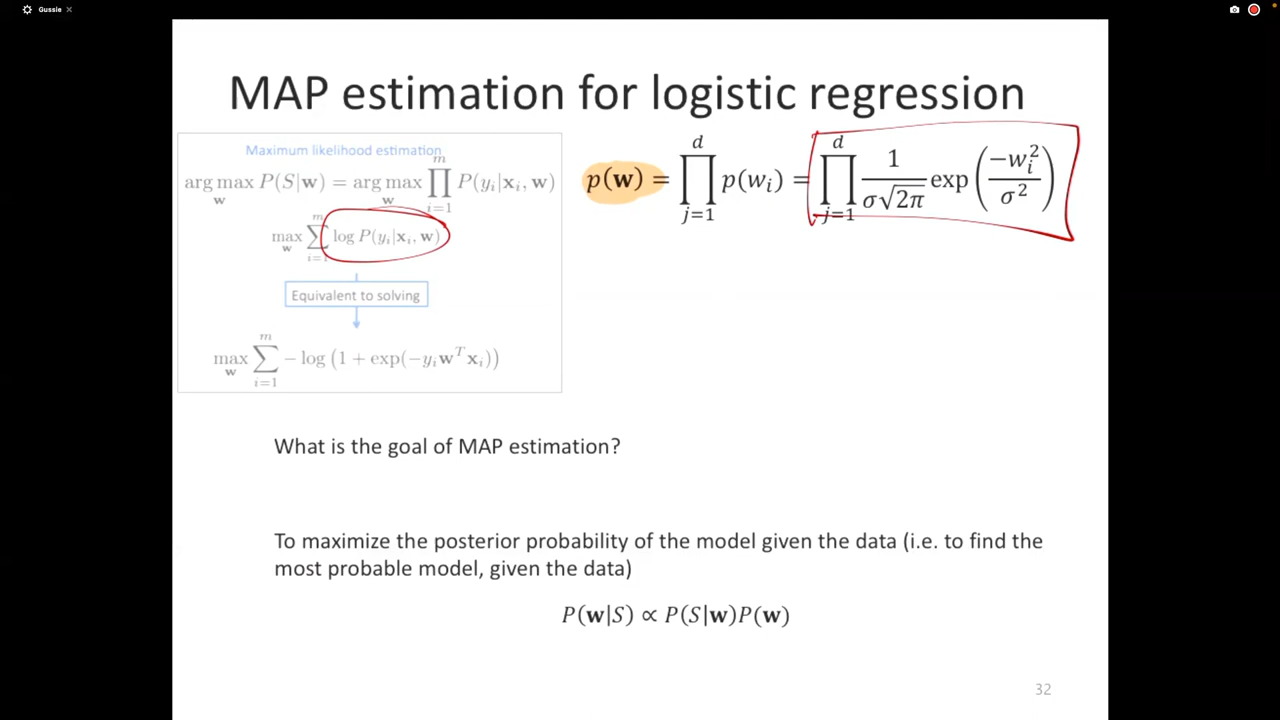 Gussie
MAP estimation for logistic regression
Maximum likelihood estimation
arg max_w P(S|w) = arg max_w ∏_{i=1}^{m} P(y_i|x_i, w)
max_w ∑_{i=1}^{m} log P(y_i|x_i, w)
Equivalent to solving
max_w ∑_{i=1}^{m} − log (1 + exp(−y_i w^T x_i))
p(w) = ∏_{j=1}^{d} p(w_i) = ∏_{j=1}^{d} 1/(σ√2π) exp(−w_i^2/σ^2)
What is the goal of MAP estimation?
To maximize the posterior probability of the model given the data (i.e. to find the
most probable model, given the data)
P(w|S) ∝ P(S|w)P(w)
32